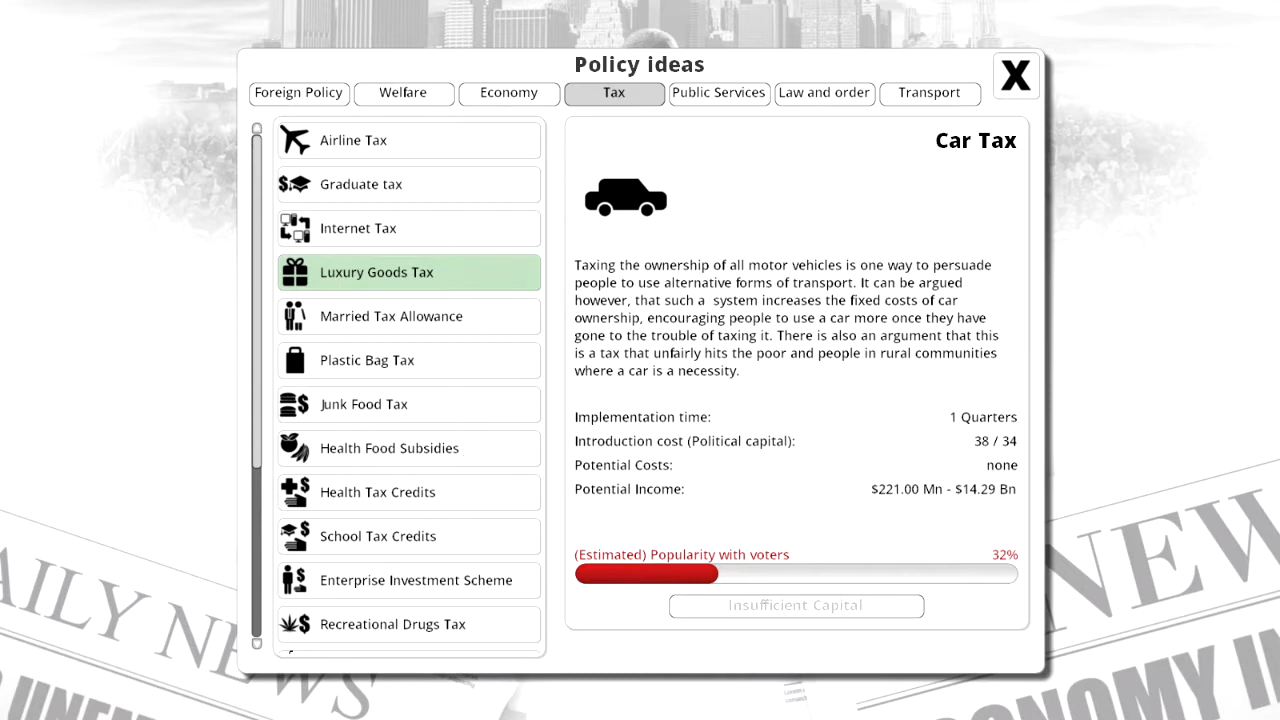 Policy ideas
X
Foreign Policy
Welfare
Economy
Tax
Public Services
Law and order
Transport
Airline Tax
Graduate tax
Internet Tax
Luxury Goods Tax
Married Tax Allowance
Plastic Bag Tax
Junk Food Tax
Health Food Subsidies
Health Tax Credits
School Tax Credits
Enterprise Investment Scheme
Recreational Drugs Tax
Car Tax
Taxing the ownership of all motor vehicles is one way to persuade
people to use alternative forms of transport. It can be argued
however, that such a  system increases the fixed costs of car
ownership, encouraging people to use a car more once they have
gone to the trouble of taxing it. There is also an argument that this
is a tax that unfairly hits the poor and people in rural communities
where a car is a necessity.
Implementation time: 1 Quarters
Introduction cost (Political capital): 38 / 34
Potential Costs: none
Potential Income: $221.00 Mn - $14.29 Bn
(Estimated) Popularity with voters 32%
Insufficient Capital
AILY NEWS
NEW
ONOMY IN